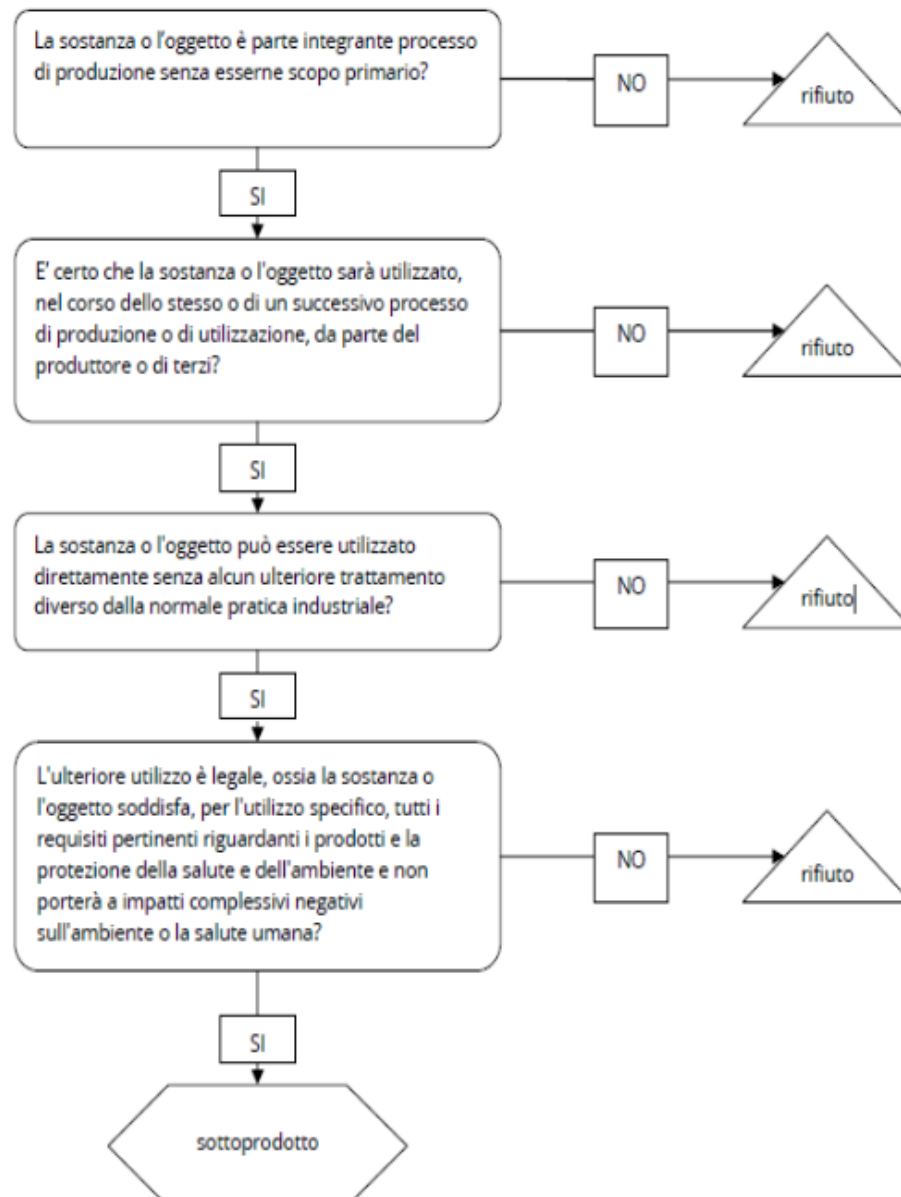 La sostanza o l'oggetto è parte integrante processo
di produzione senza esserne scopo primario?
NO
rifiuto
SI
E' certo che la sostanza o l'oggetto sarà utilizzato,
nel corso dello stesso o di un successivo processo
di produzione o di utilizzazione, da parte del
produttore o di terzi?
NO
rifiuto
SI
La sostanza o l'oggetto può essere utilizzato
direttamente senza alcun ulteriore trattamento
diverso dalla normale pratica industriale?
NO
rifiuto
SI
L'ulteriore utilizzo è legale, ossia la sostanza o
l'oggetto soddisfa, per l'utilizzo specifico, tutti i
requisiti pertinenti riguardanti i prodotti e la
protezione della salute e dell'ambiente e non
porterà a impatti complessivi negativi
sull'ambiente o la salute umana?
NO
rifiuto
SI
sottoprodotto